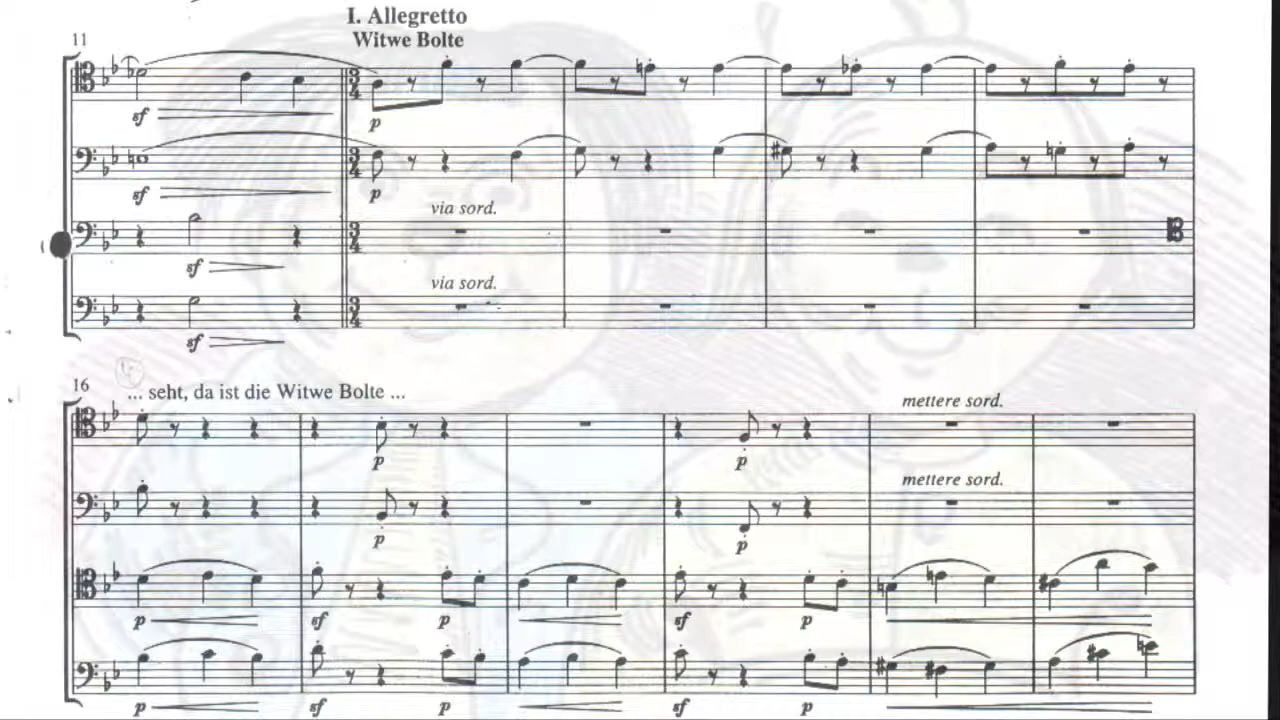 I. Allegretto
Witwe Bolte
11
sf
p
sf
p
via sord.
sf
via sord.
sf
16
... seht, da ist die Witwe Bolte ...
mettere sord.
p
p
mettere sord.
p
p
p
sf
p
sf
p
p
sf
p
sf
p